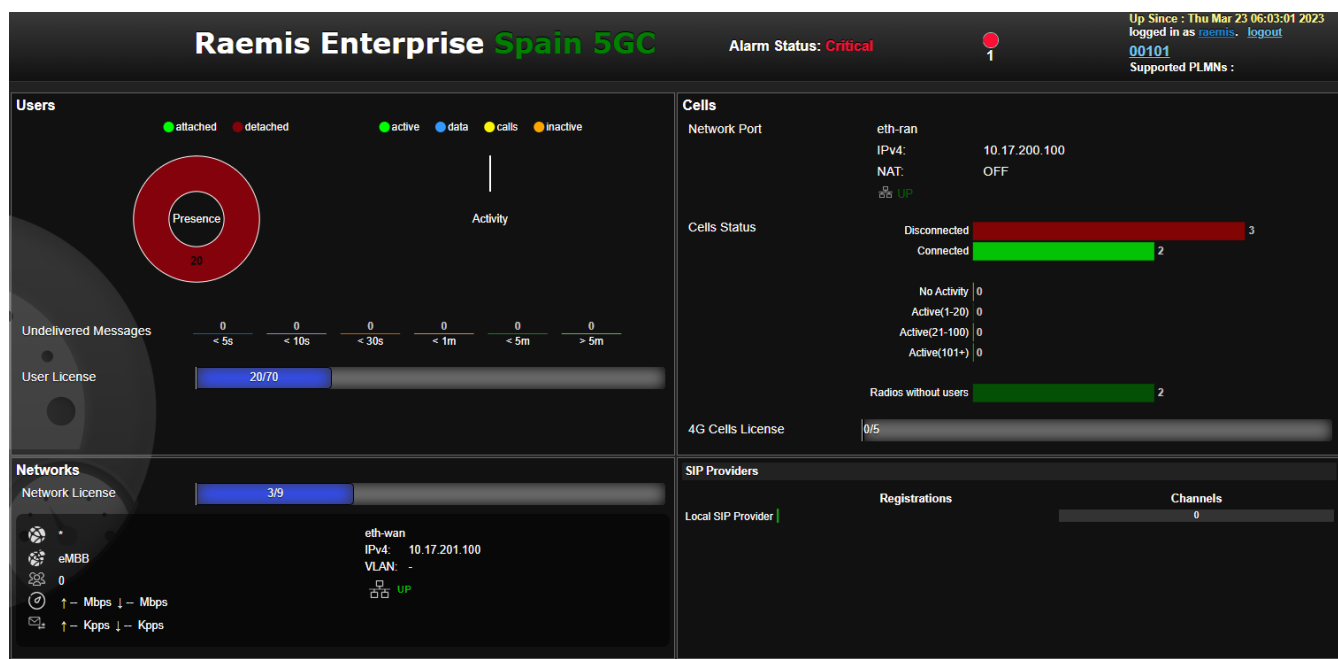 Raemis Enterprise Spain 5GC
Alarm Status: Critical
1
Up Since : Thu Mar 23 06:03:01 2023
logged in as raemis. logout
00101
Supported PLMNs :
Users
attached detached active data calls inactive
Presence
20
Activity
Undelivered Messages
0 0 0 0 0 0
< 5s < 10s < 30s < 1m < 5m > 5m
User License 20/70
Cells
Network Port eth-ran
IPv4: 10.17.200.100
NAT: OFF
UP
Cells Status
Disconnected 3
Connected 2
No Activity 0
Active(1-20) 0
Active(21-100) 0
Active(101+) 0
Radios without users 2
4G Cells License 0/5
Networks
Network License 3/9
*
eMBB
0
↑ -- Mbps ↓ -- Mbps
↑ -- Kpps ↓ -- Kpps
eth-wan
IPv4: 10.17.201.100
VLAN: -
UP
SIP Providers
Registrations Channels
Local SIP Provider 0